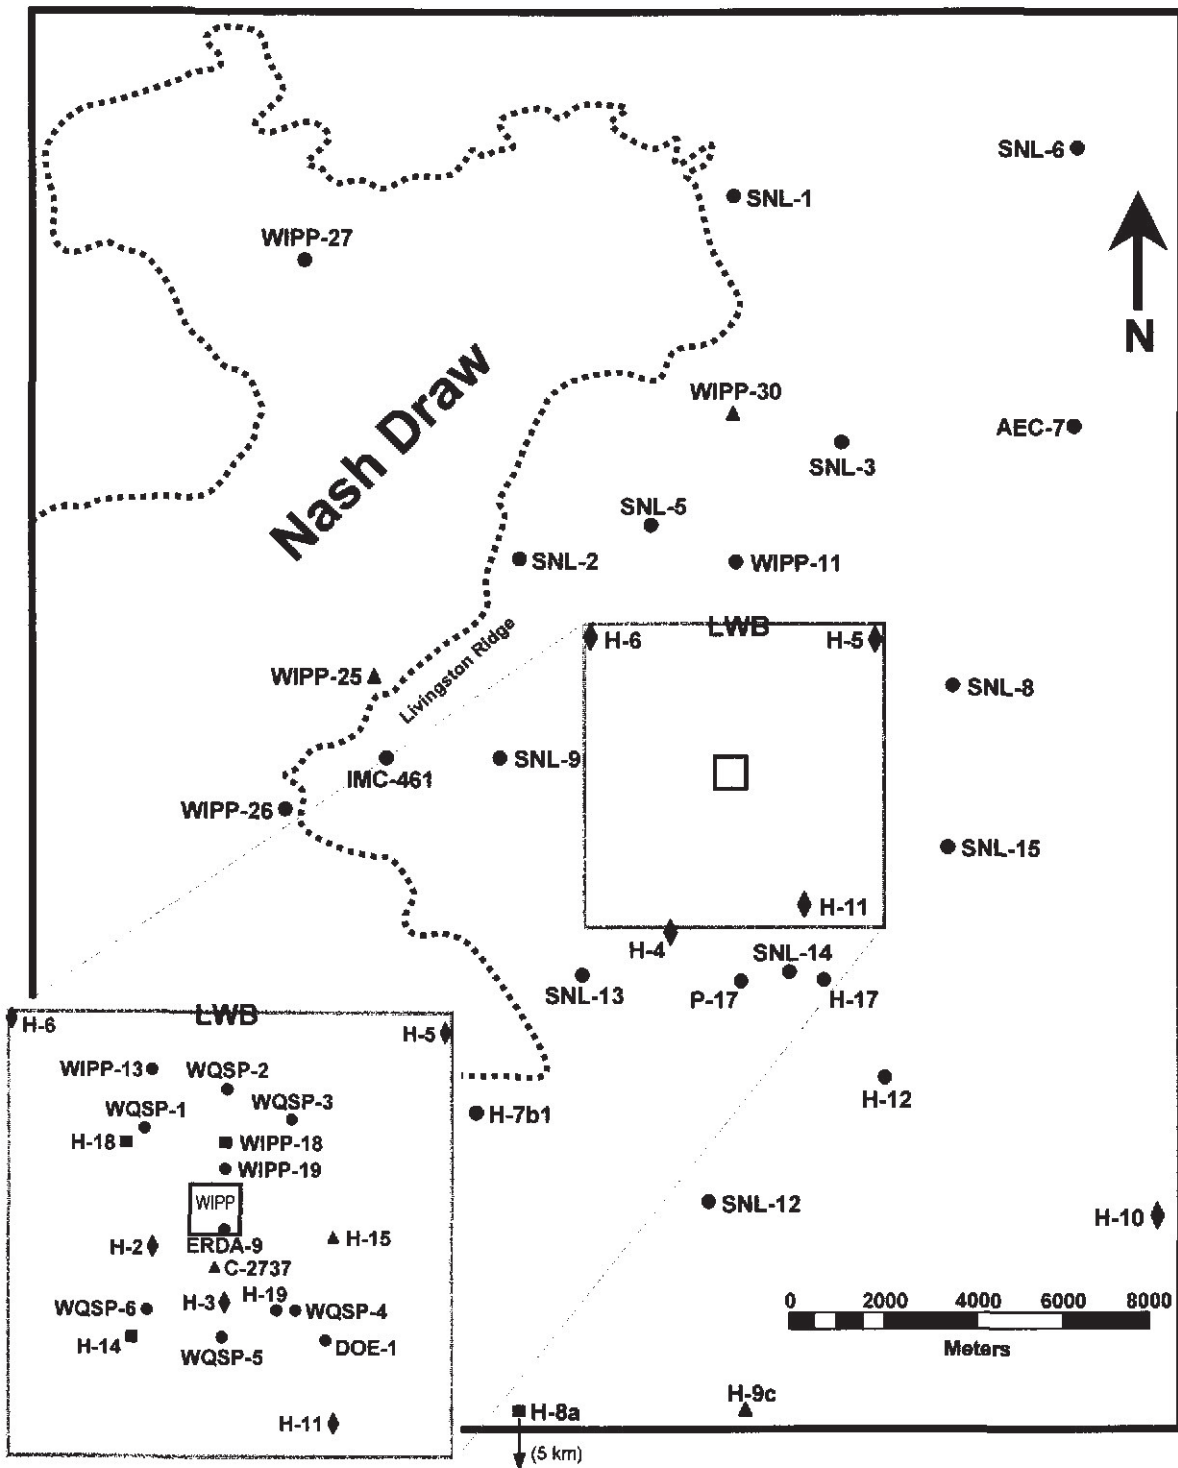 SNL-6
SNL-1
WIPP-27
N
Nash Draw
WIPP-30
AEC-7
SNL-3
SNL-5
SNL-2
WIPP-11
LWB
H-6
H-5
Livingston Ridge
WIPP-25
SNL-8
SNL-9
IMC-461
WIPP-26
SNL-15
H-11
H-4
SNL-14
SNL-13
P-17
H-17
LWB
H-6
H-5
WIPP-13
WQSP-2
H-12
WQSP-3
H-7b1
WQSP-1
H-18
WIPP-18
WIPP-19
WIPP
SNL-12
H-10
ERDA-9
H-15
H-2
C-2737
H-19
H-3
WQSP-6
WQSP-4
0 2000 4000 6000 8000
Meters
H-14
DOE-1
WQSP-5
H-9c
H-8a
H-11
(5 km)